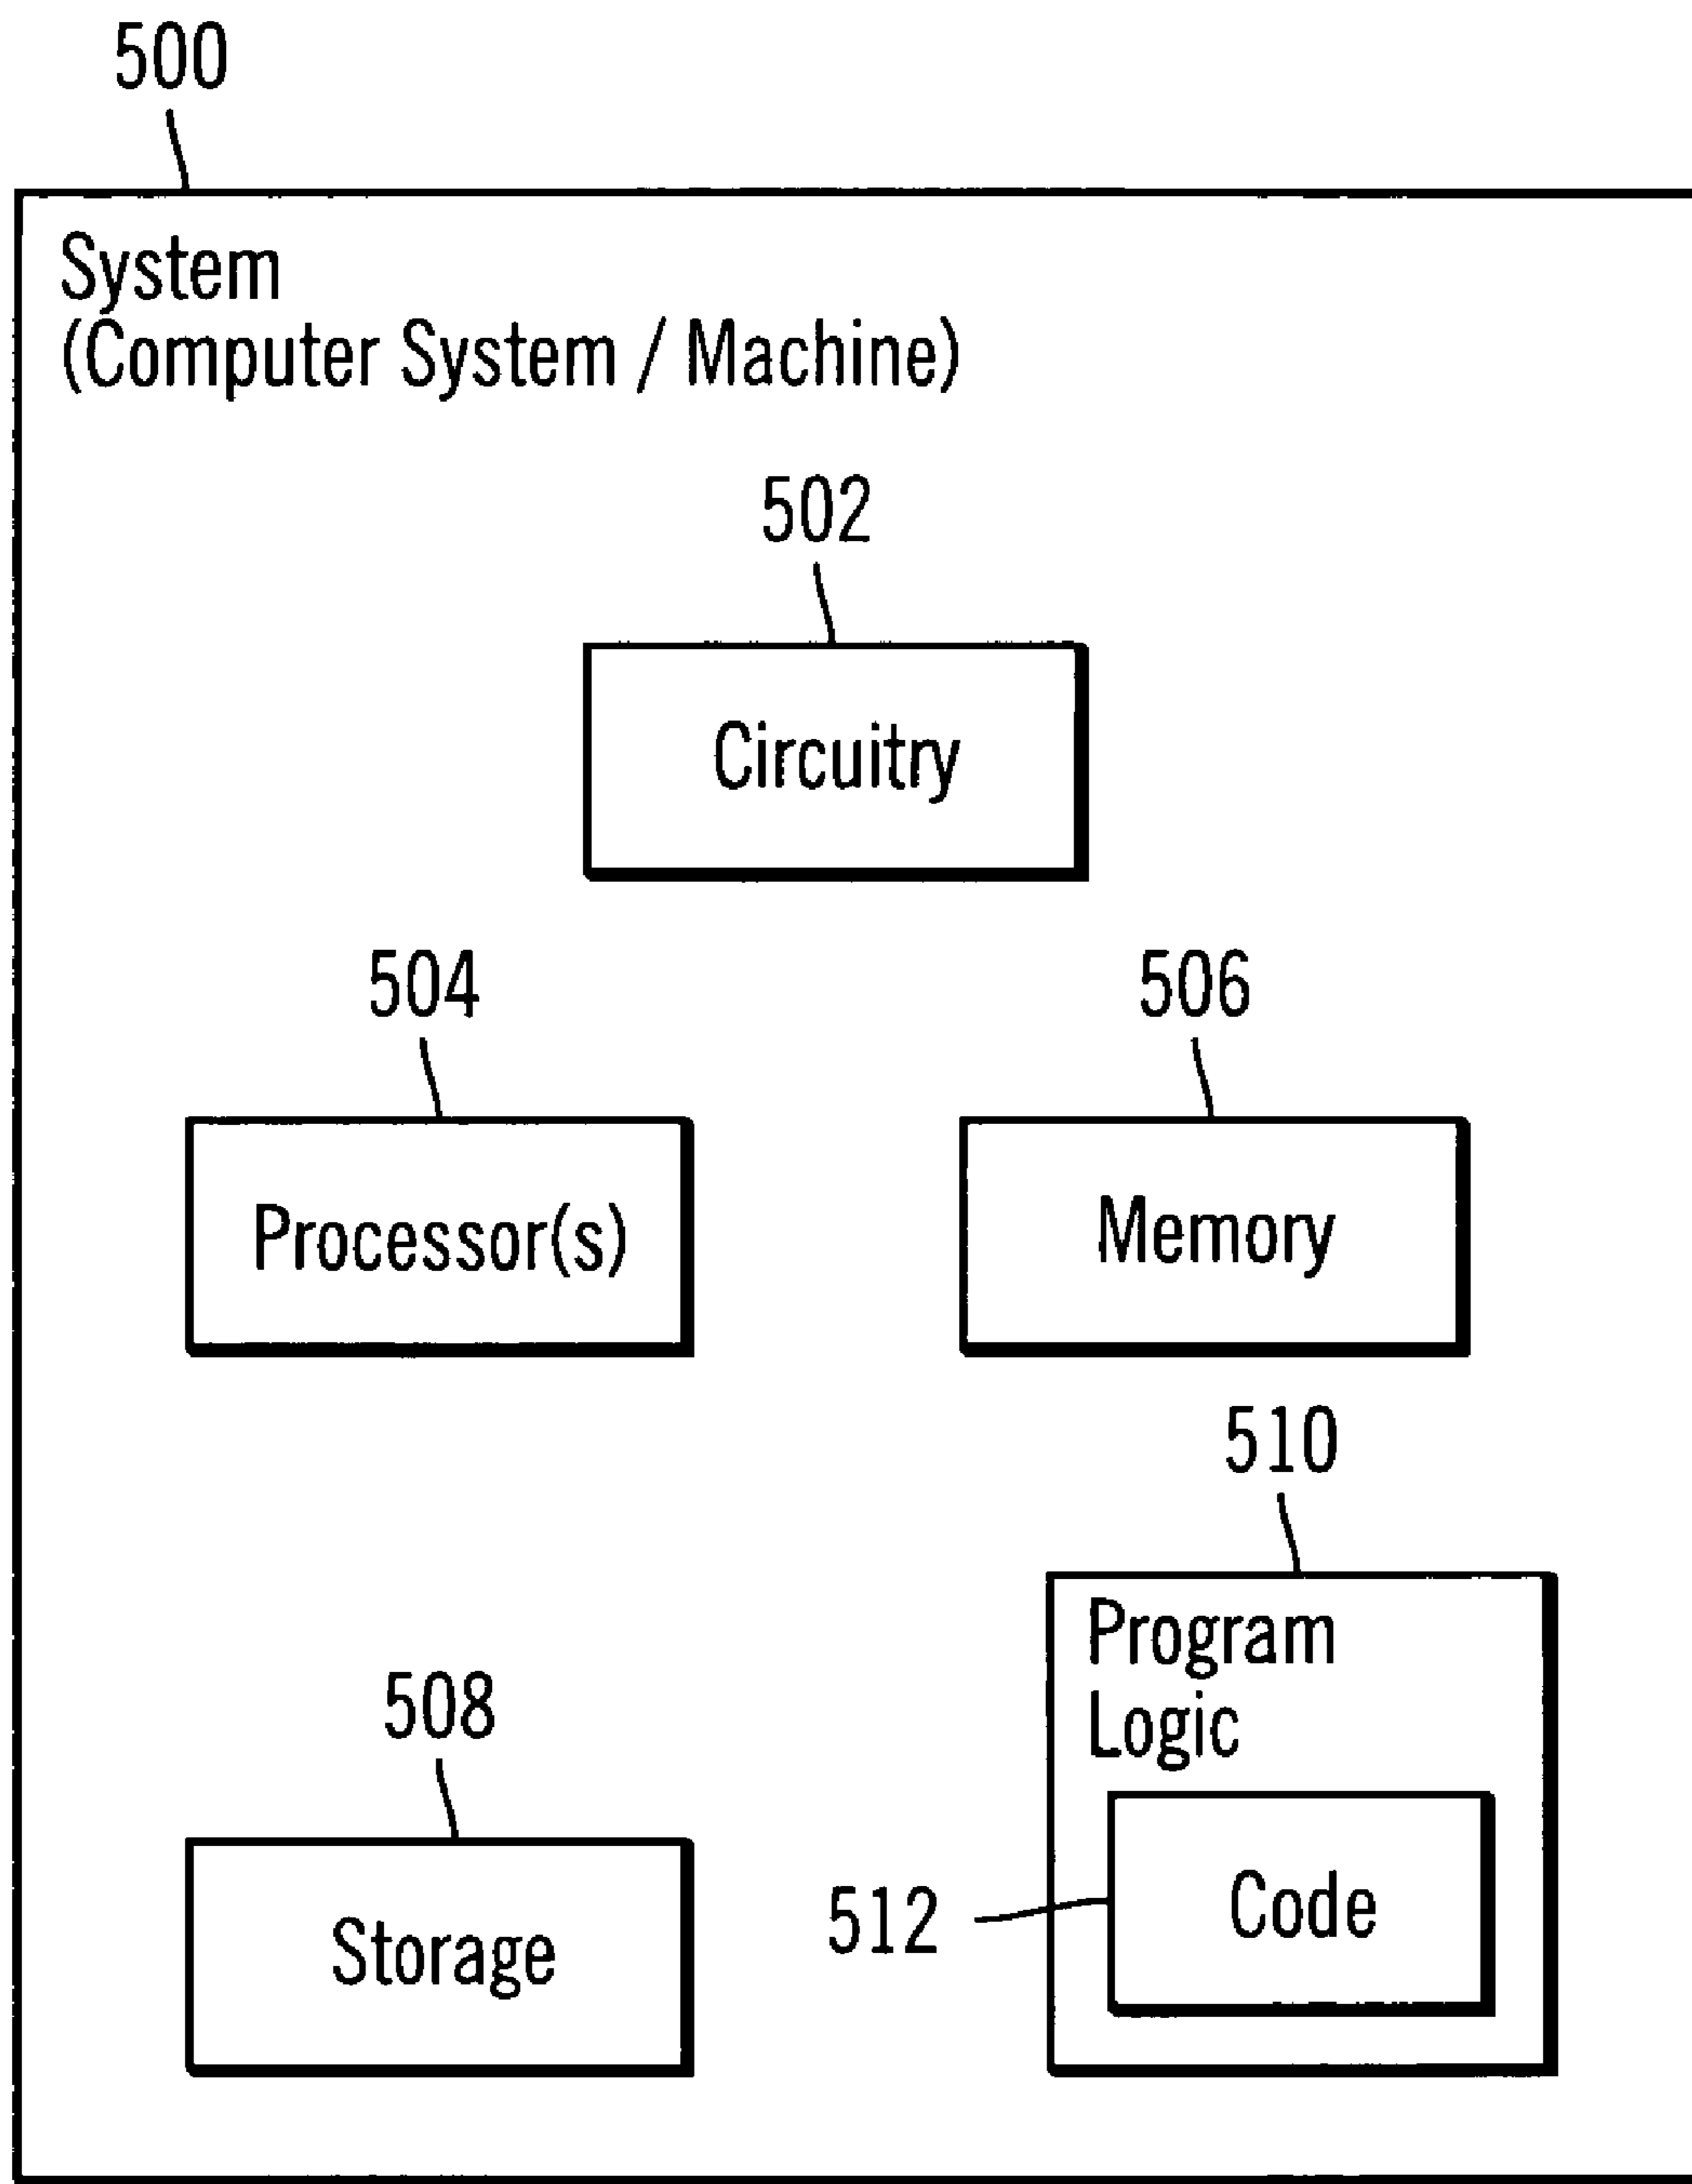 500
System
(Computer System / Machine)
502
Circuitry
504
506
Processor(s)
Memory
510
Program
Logic
508
512
Code
Storage